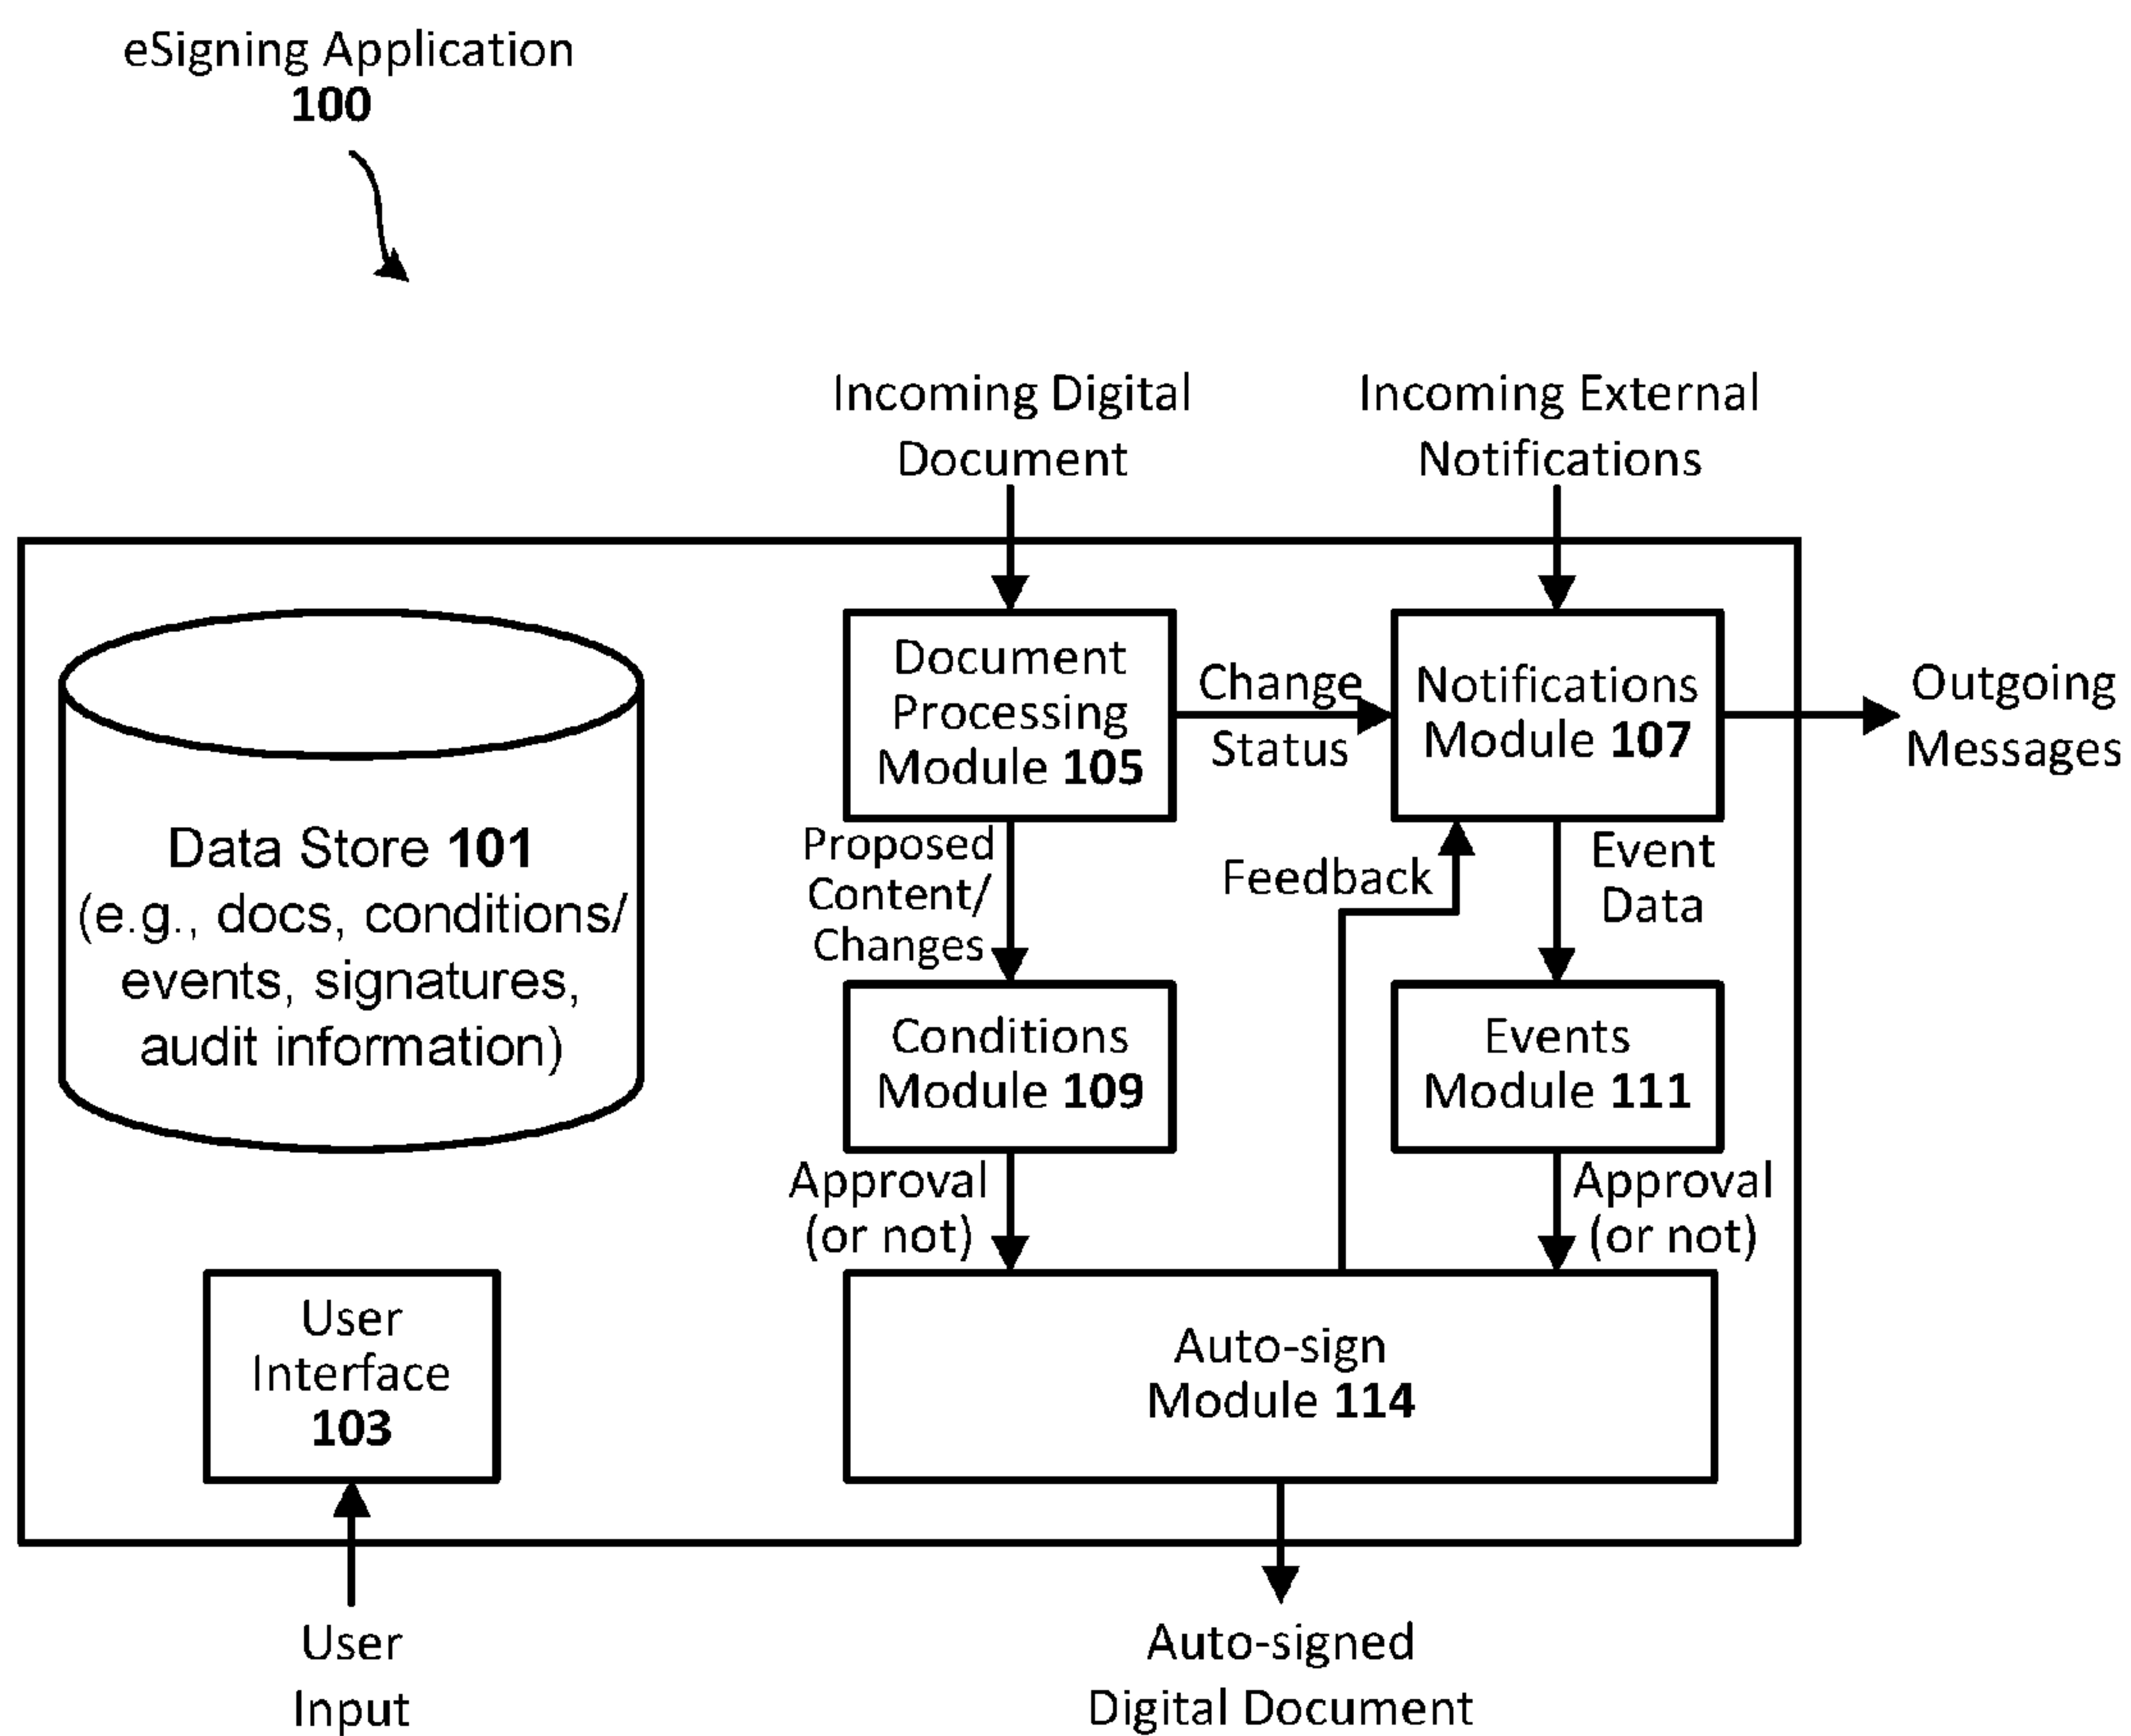 eSigning Application
100
Incoming Digital
Document
Incoming External
Notifications
Document
Processing
Module 105
Change
Status
Notifications
Module 107
Outgoing
Messages
Data Store 101
(e.g., docs, conditions/
events, signatures,
audit information)
Proposed
Content/
Changes
Feedback
Event
Data
Conditions
Module 109
Events
Module 111
Approval
(or not)
Approval
(or not)
User
Interface
103
Auto-sign
Module 114
User
Input
Auto-signed
Digital Document